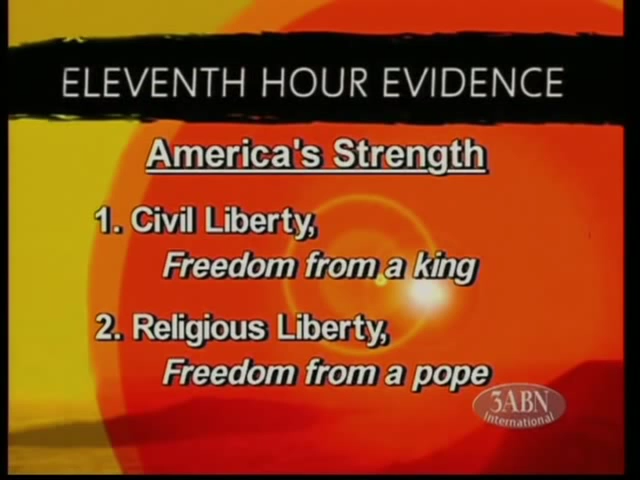 ELEVENTH HOUR EVIDENCE
America's Strength
1. Civil Liberty,
Freedom from a king
2. Religious Liberty,
Freedom from a pope
3ABN
International